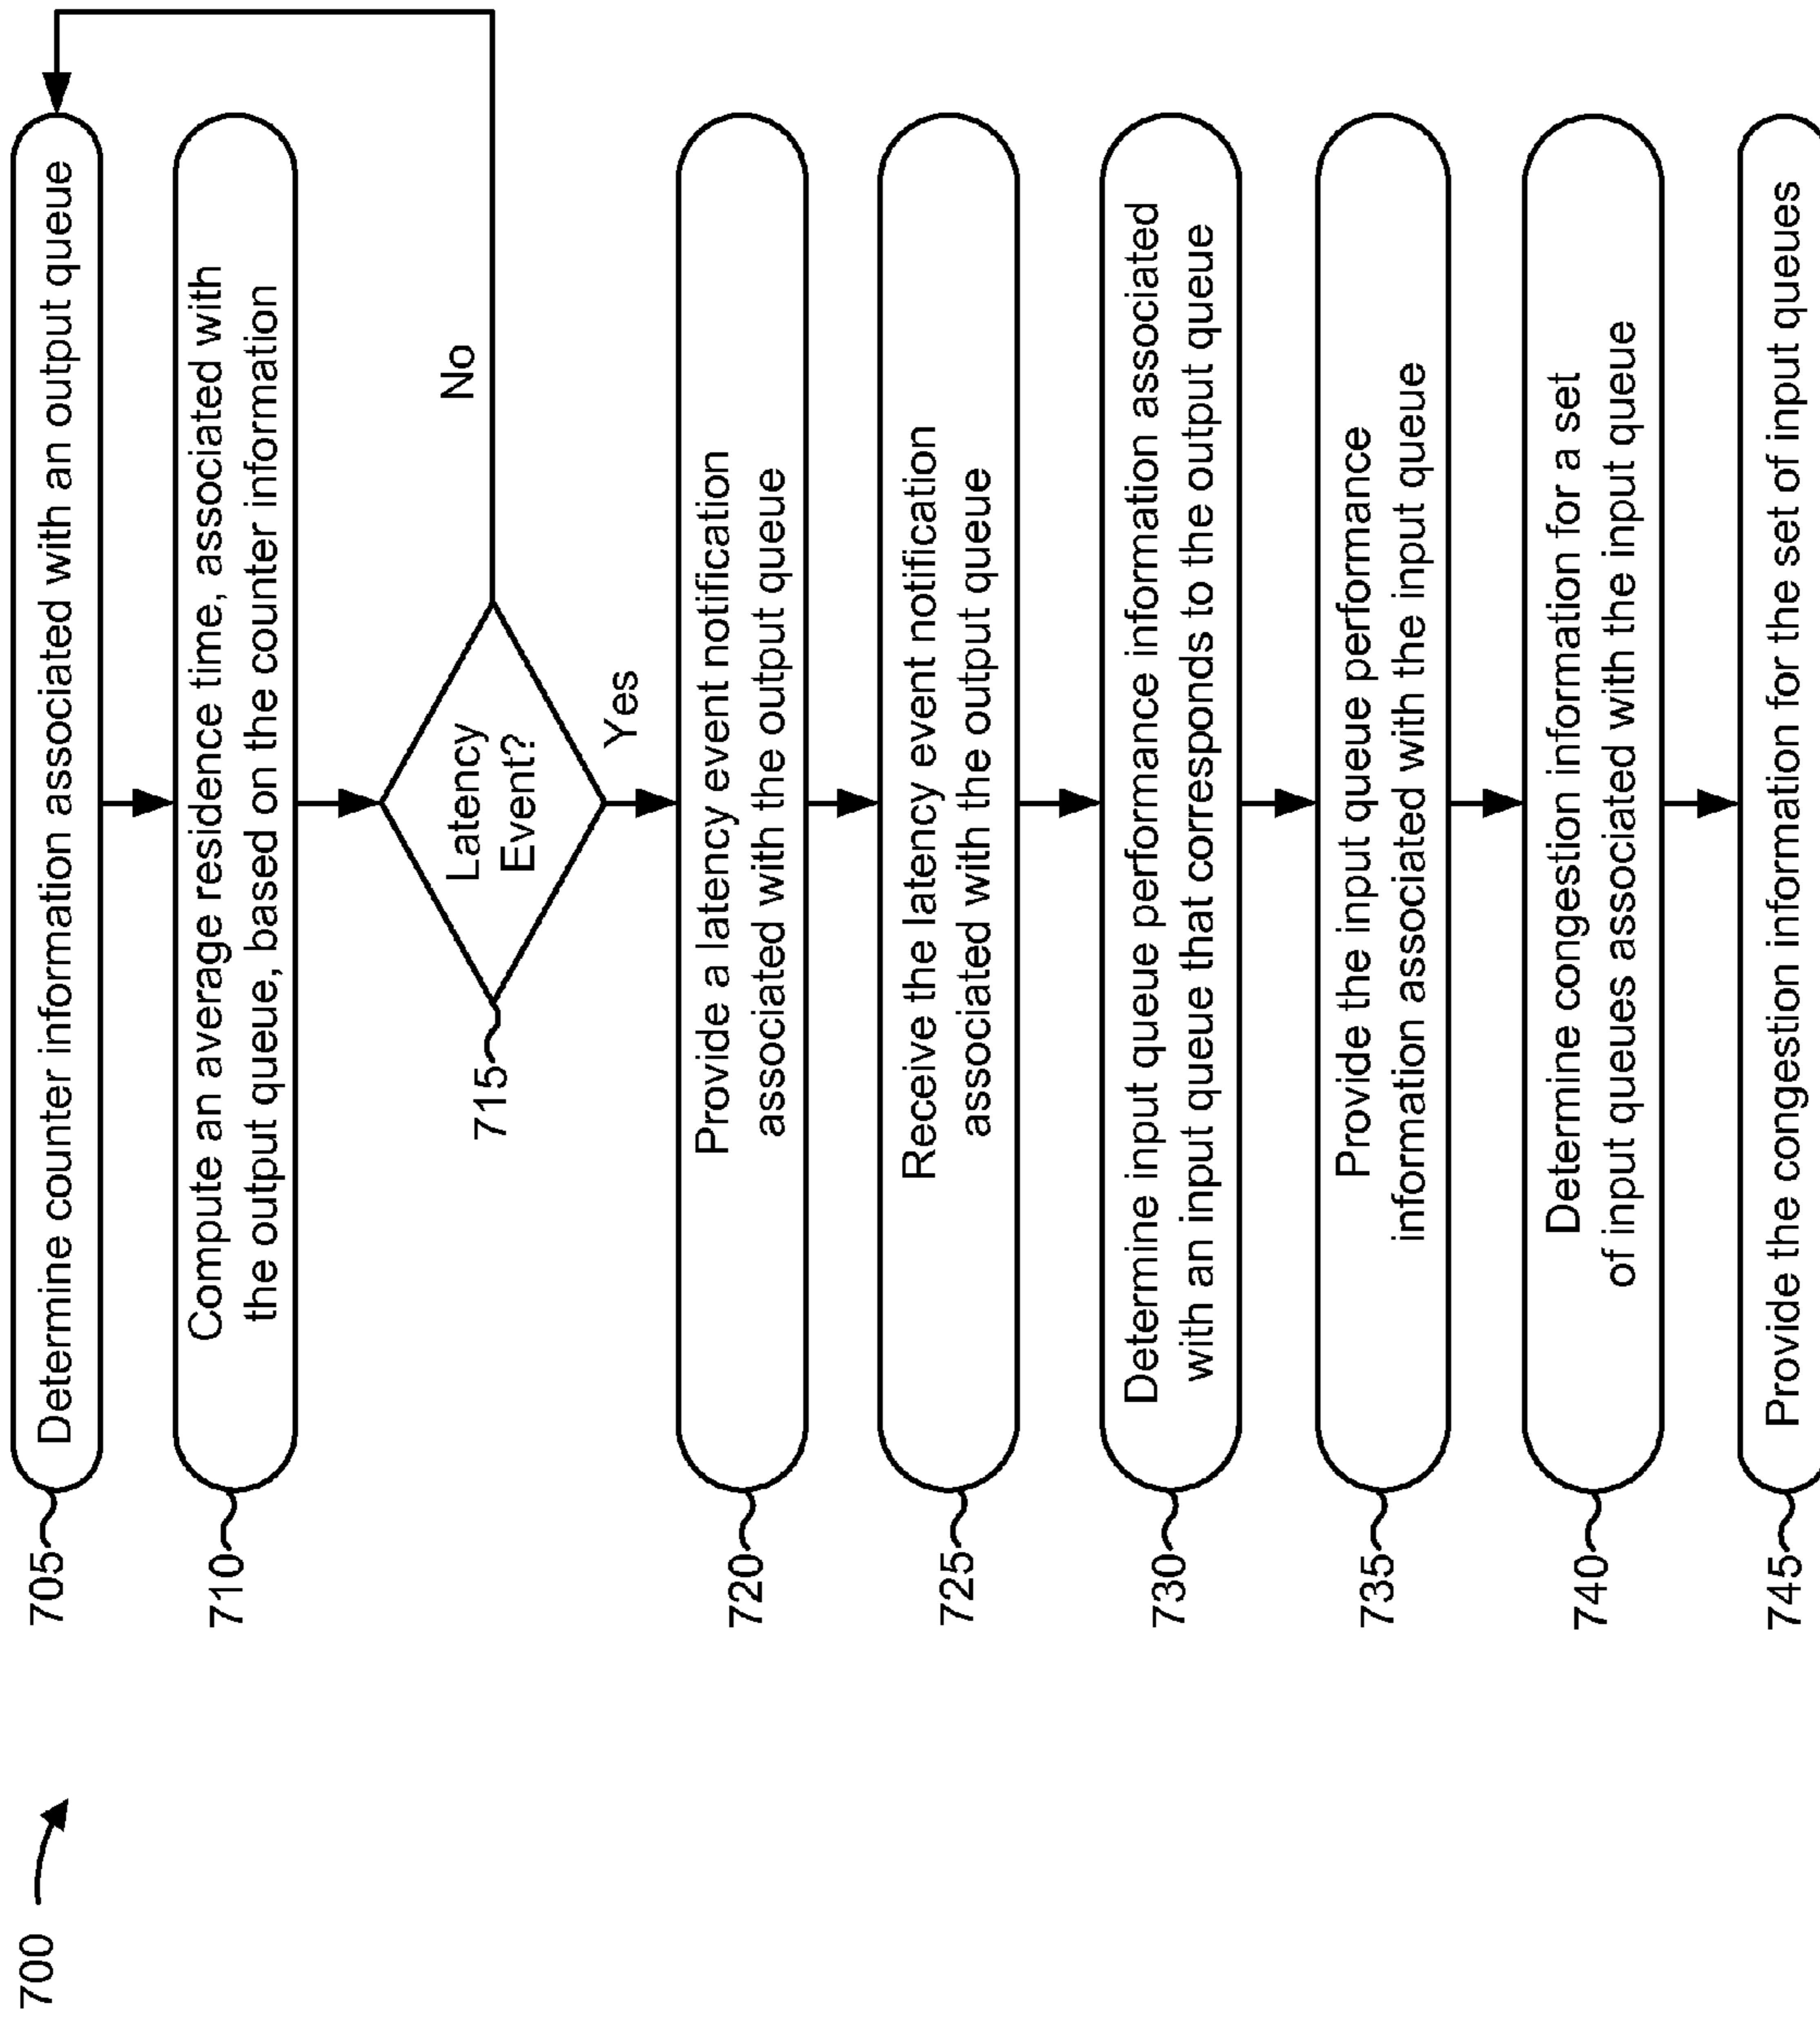 700
705
Determine counter information associated with an output queue
710
Compute an average residence time, associated with
the output queue, based on the counter information
715
Latency
Event?
No
Yes
720
Provide a latency event notification
associated with the output queue
725
Receive the latency event notification
associated with the output queue
730
Determine input queue performance information associated
with an input queue that corresponds to the output queue
735
Provide the input queue performance
information associated with the input queue
740
Determine congestion information for a set
of input queues associated with the input queue
745
Provide the congestion information for the set of input queues